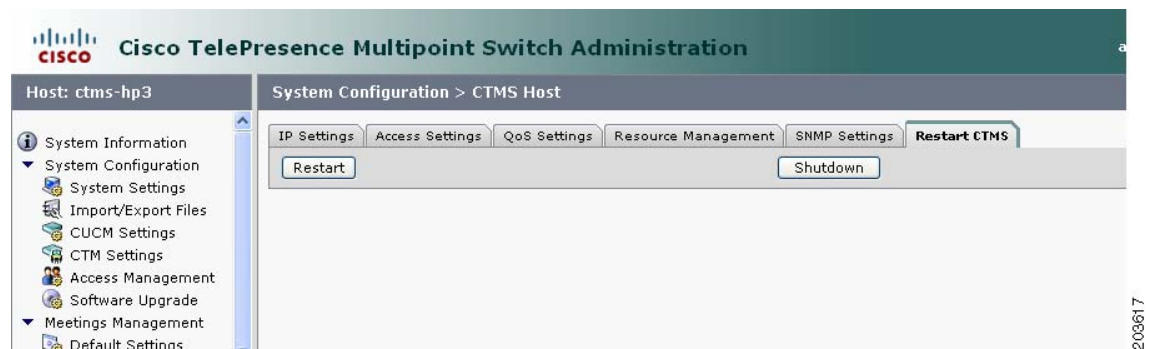 CISCO Cisco TelePresence Multipoint Switch Administration
Host: ctms-hp3
System Configuration > CTMS Host
System Information
System Configuration
System Settings
Import/Export Files
CUCM Settings
CTM Settings
Access Management
Software Upgrade
Meetings Management
Default Settings
IP Settings Access Settings QoS Settings Resource Management SNMP Settings Restart CTMS
Restart Shutdown
203617